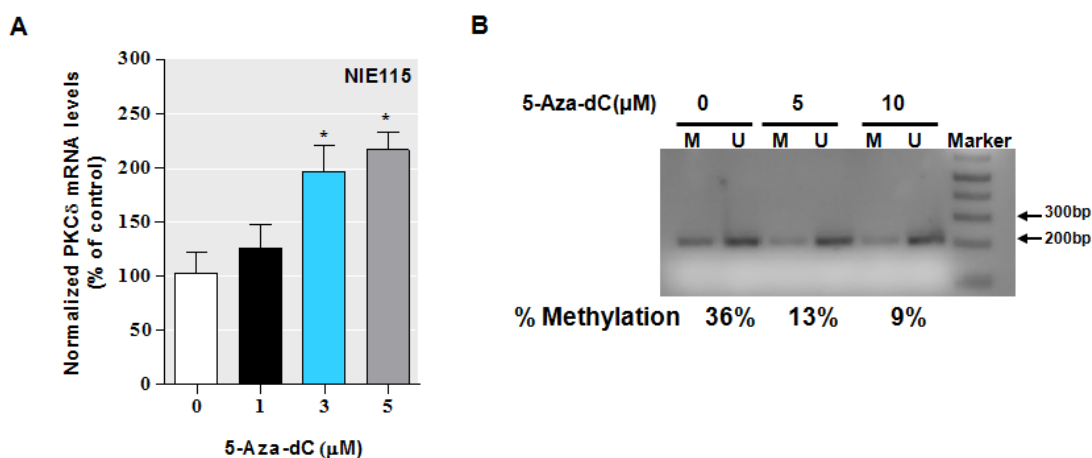 A
Normalized PKCδ mRNA levels
(% of control)
300
250
200
150
100
50
0
NIE115
*
*
0 1 3 5
5-Aza-dC (μM)
B
5-Aza-dC(μM) 0 5 10
M U M U M U Marker
300bp
200bp
% Methylation 36% 13% 9%